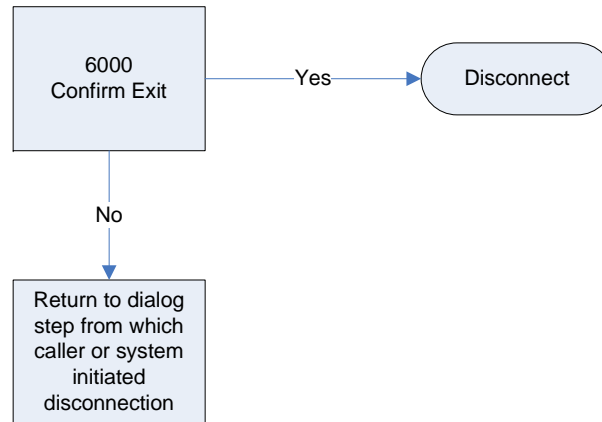 6000
Confirm Exit
Yes
Disconnect
No
Return to dialog
step from which
caller or system
initiated
disconnection